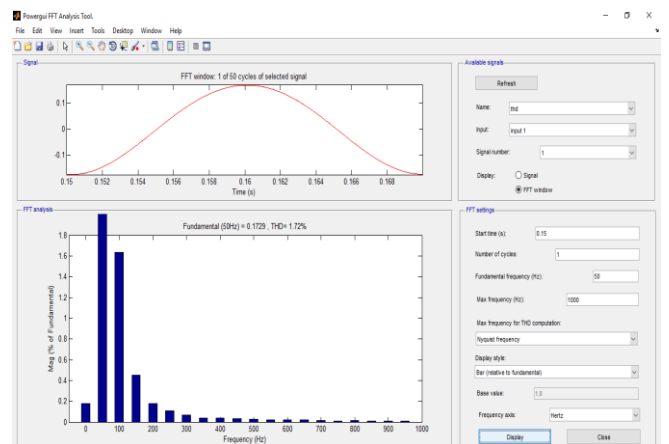 Powergui FFT Analysis Tool.
File Edit View Insert Tools Desktop Window Help
Signal
FFT window: 1 of 50 cycles of selected signal
0.1
0
-0.1
0.15 0.152 0.154 0.156 0.158 0.16 0.162 0.164 0.166 0.168
Time (s)
FFT analysis
Fundamental (50Hz) = 0.1729 , THD= 1.72%
Mag (% of Fundamental)
1.8
1.6
1.4
1.2
1
0.8
0.6
0.4
0.2
0
0 100 200 300 400 500 600 700 800 900 1000
Frequency (Hz)
Available signals
Refresh
Name: thd
Input: input 1
Signal number: 1
Display: Signal
FFT window
FFT settings
Start time (s): 0.15
Number of cycles: 1
Fundamental frequency (Hz): 50
Max frequency (Hz): 1000
Max frequency for THD computation:
Nyquist frequency
Display style:
Bar (relative to fundamental)
Base value: 1.0
Frequency axis: Hertz
Display Close